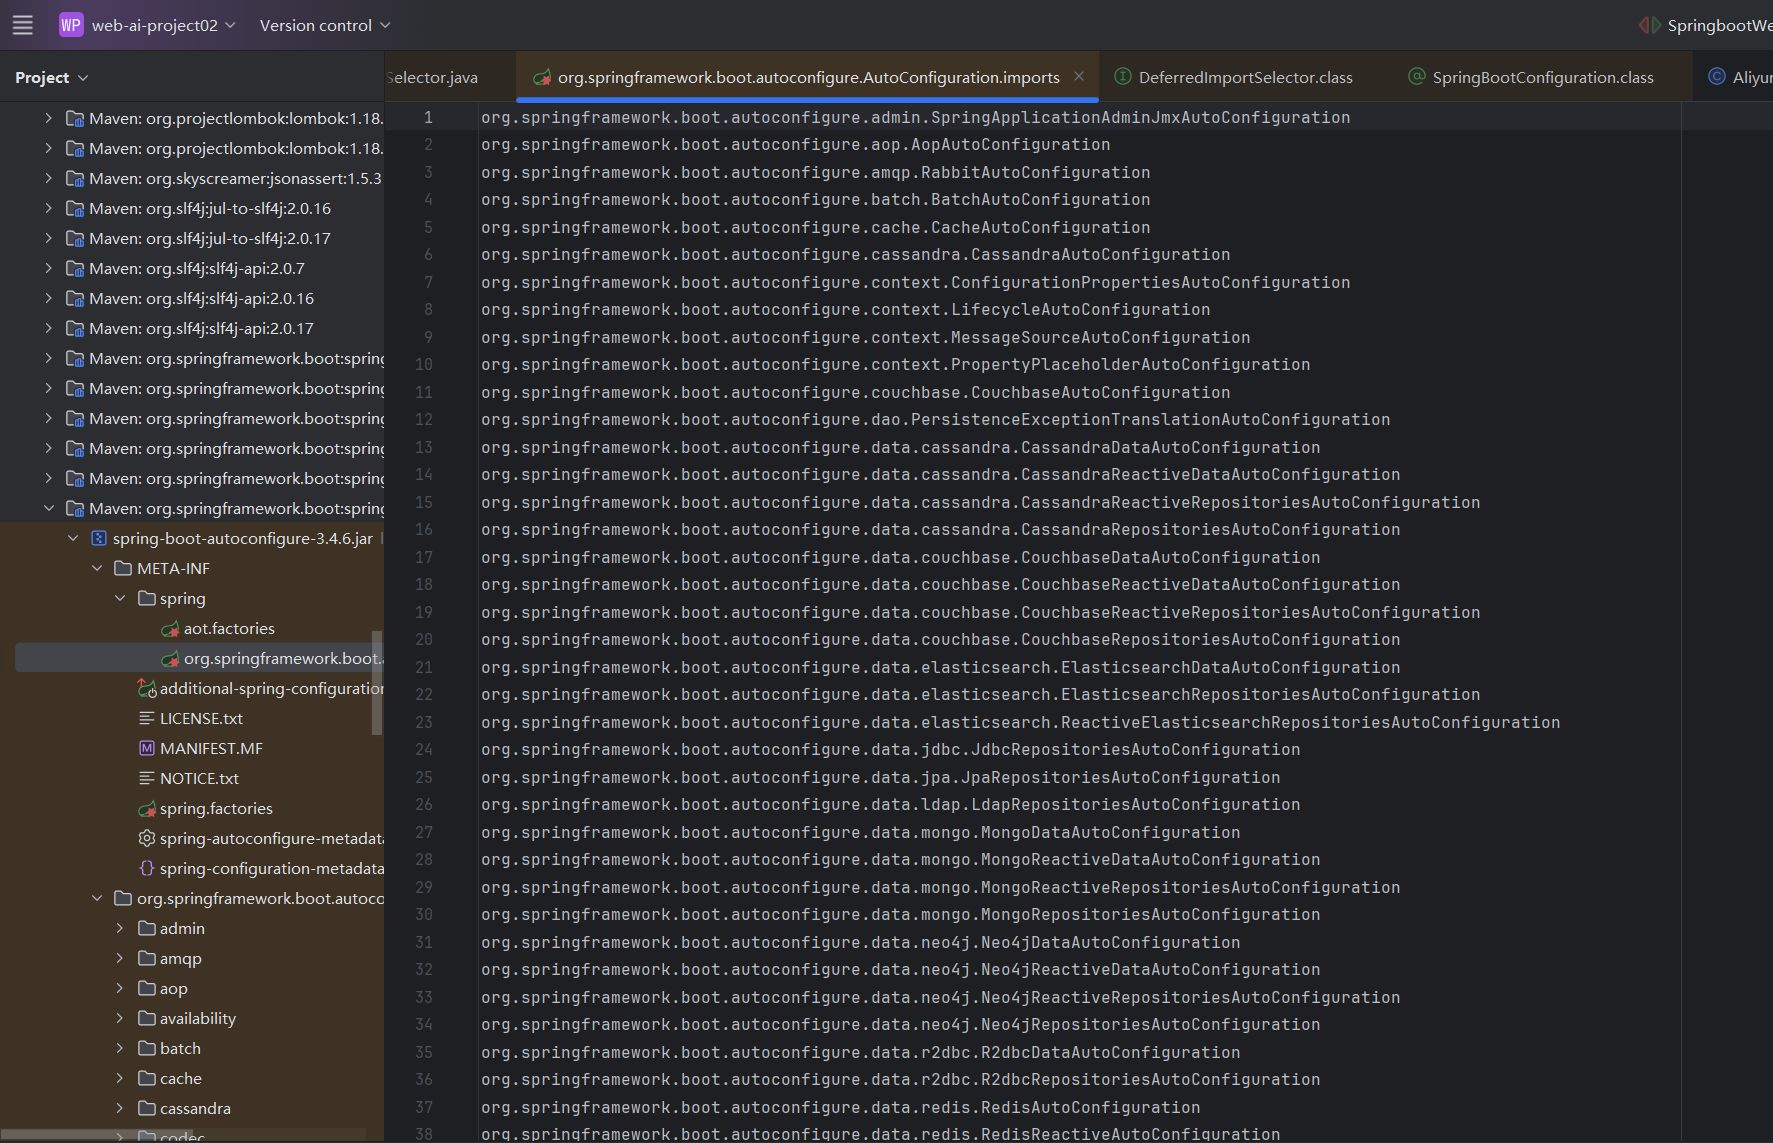 WP web-ai-project02 Version control SpringbootWe
Project
Selector.java org.springframework.boot.autoconfigure.AutoConfiguration.imports DeferredImportSelector.class SpringBootConfiguration.class Aliyu
Maven: org.projectlombok:lombok:1.18.
Maven: org.projectlombok:lombok:1.18.
Maven: org.skyscreamer:jsonassert:1.5.3
Maven: org.slf4j:jul-to-slf4j:2.0.16
Maven: org.slf4j:jul-to-slf4j:2.0.17
Maven: org.slf4j:slf4j-api:2.0.7
Maven: org.slf4j:slf4j-api:2.0.16
Maven: org.slf4j:slf4j-api:2.0.17
Maven: org.springframework.boot:spring
Maven: org.springframework.boot:spring
Maven: org.springframework.boot:spring
Maven: org.springframework.boot:spring
Maven: org.springframework.boot:spring
Maven: org.springframework.boot:spring
spring-boot-autoconfigure-3.4.6.jar
META-INF
spring
aot.factories
org.springframework.boot.a
additional-spring-configuration
LICENSE.txt
MANIFEST.MF
NOTICE.txt
spring.factories
spring-autoconfigure-metadata
spring-configuration-metadata
org.springframework.boot.autoco
admin
amqp
aop
availability
batch
cache
cassandra
codec
1 org.springframework.boot.autoconfigure.admin.SpringApplicationAdminJmxAutoConfiguration
2 org.springframework.boot.autoconfigure.aop.AopAutoConfiguration
3 org.springframework.boot.autoconfigure.amqp.RabbitAutoConfiguration
4 org.springframework.boot.autoconfigure.batch.BatchAutoConfiguration
5 org.springframework.boot.autoconfigure.cache.CacheAutoConfiguration
6 org.springframework.boot.autoconfigure.cassandra.CassandraAutoConfiguration
7 org.springframework.boot.autoconfigure.context.ConfigurationPropertiesAutoConfiguration
8 org.springframework.boot.autoconfigure.context.LifecycleAutoConfiguration
9 org.springframework.boot.autoconfigure.context.MessageSourceAutoConfiguration
10 org.springframework.boot.autoconfigure.context.PropertyPlaceholderAutoConfiguration
11 org.springframework.boot.autoconfigure.couchbase.CouchbaseAutoConfiguration
12 org.springframework.boot.autoconfigure.dao.PersistenceExceptionTranslationAutoConfiguration
13 org.springframework.boot.autoconfigure.data.cassandra.CassandraDataAutoConfiguration
14 org.springframework.boot.autoconfigure.data.cassandra.CassandraReactiveDataAutoConfiguration
15 org.springframework.boot.autoconfigure.data.cassandra.CassandraReactiveRepositoriesAutoConfiguration
16 org.springframework.boot.autoconfigure.data.cassandra.CassandraRepositoriesAutoConfiguration
17 org.springframework.boot.autoconfigure.data.couchbase.CouchbaseDataAutoConfiguration
18 org.springframework.boot.autoconfigure.data.couchbase.CouchbaseReactiveDataAutoConfiguration
19 org.springframework.boot.autoconfigure.data.couchbase.CouchbaseReactiveRepositoriesAutoConfiguration
20 org.springframework.boot.autoconfigure.data.couchbase.CouchbaseRepositoriesAutoConfiguration
21 org.springframework.boot.autoconfigure.data.elasticsearch.ElasticsearchDataAutoConfiguration
22 org.springframework.boot.autoconfigure.data.elasticsearch.ElasticsearchRepositoriesAutoConfiguration
23 org.springframework.boot.autoconfigure.data.elasticsearch.ReactiveElasticsearchRepositoriesAutoConfiguration
24 org.springframework.boot.autoconfigure.data.jdbc.JdbcRepositoriesAutoConfiguration
25 org.springframework.boot.autoconfigure.data.jpa.JpaRepositoriesAutoConfiguration
26 org.springframework.boot.autoconfigure.data.ldap.LdapRepositoriesAutoConfiguration
27 org.springframework.boot.autoconfigure.data.mongo.MongoDataAutoConfiguration
28 org.springframework.boot.autoconfigure.data.mongo.MongoReactiveDataAutoConfiguration
29 org.springframework.boot.autoconfigure.data.mongo.MongoReactiveRepositoriesAutoConfiguration
30 org.springframework.boot.autoconfigure.data.mongo.MongoRepositoriesAutoConfiguration
31 org.springframework.boot.autoconfigure.data.neo4j.Neo4jDataAutoConfiguration
32 org.springframework.boot.autoconfigure.data.neo4j.Neo4jReactiveDataAutoConfiguration
33 org.springframework.boot.autoconfigure.data.neo4j.Neo4jReactiveRepositoriesAutoConfiguration
34 org.springframework.boot.autoconfigure.data.neo4j.Neo4jRepositoriesAutoConfiguration
35 org.springframework.boot.autoconfigure.data.r2dbc.R2dbcDataAutoConfiguration
36 org.springframework.boot.autoconfigure.data.r2dbc.R2dbcRepositoriesAutoConfiguration
37 org.springframework.boot.autoconfigure.data.redis.RedisAutoConfiguration
38 org.springframework.boot.autoconfigure.data.redis.RedisReactiveAutoConfiguration